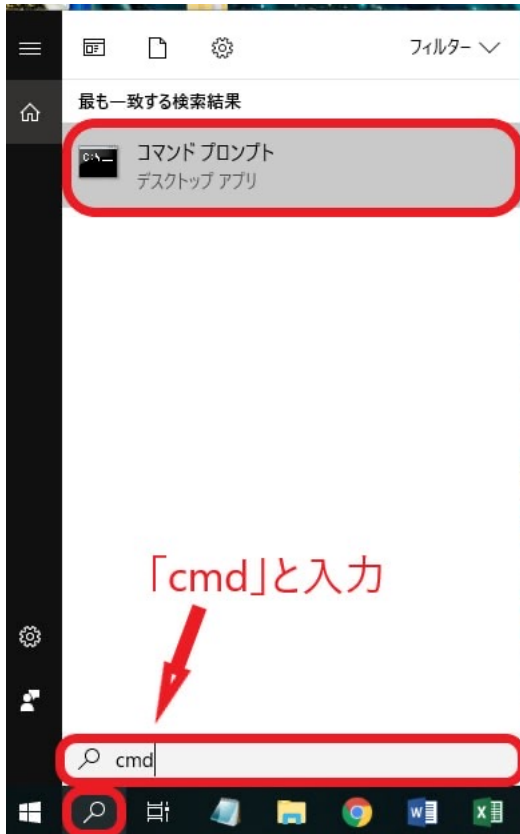 フィルター
最も一致する検索結果
C:\_
コマンド プロンプト
デスクトップ アプリ
「cmd」と入力
cmd